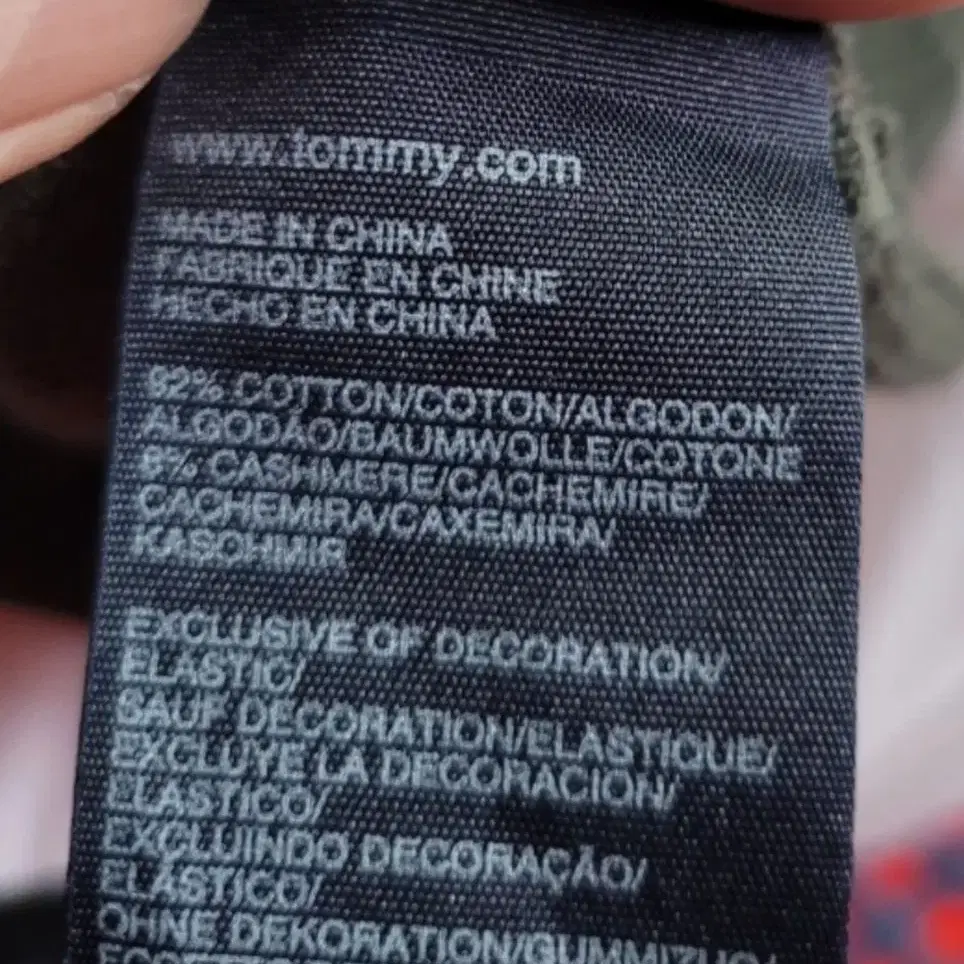 www.tommy.com
MADE IN CHINA
FABRIQUE EN CHINE
HECHO EN CHINA
92% COTTON/COTON/ALGODON/
ALGODÃO/BAUMWOLLE/COTONE
8% CASHMERE/CACHEMIRE/
CACHEMIRA/CAXEMIRA/
KASCHMIR
EXCLUSIVE OF DECORATION/
ELASTIC/
SAUF DECORATION/ELASTIQUE/
EXCLUYE LA DECORACION/
ELASTICO/
EXCLUINDO DECORAÇÃO/
ELÁSTICO/
OHNE DEKORATION/GUMMIZUG/